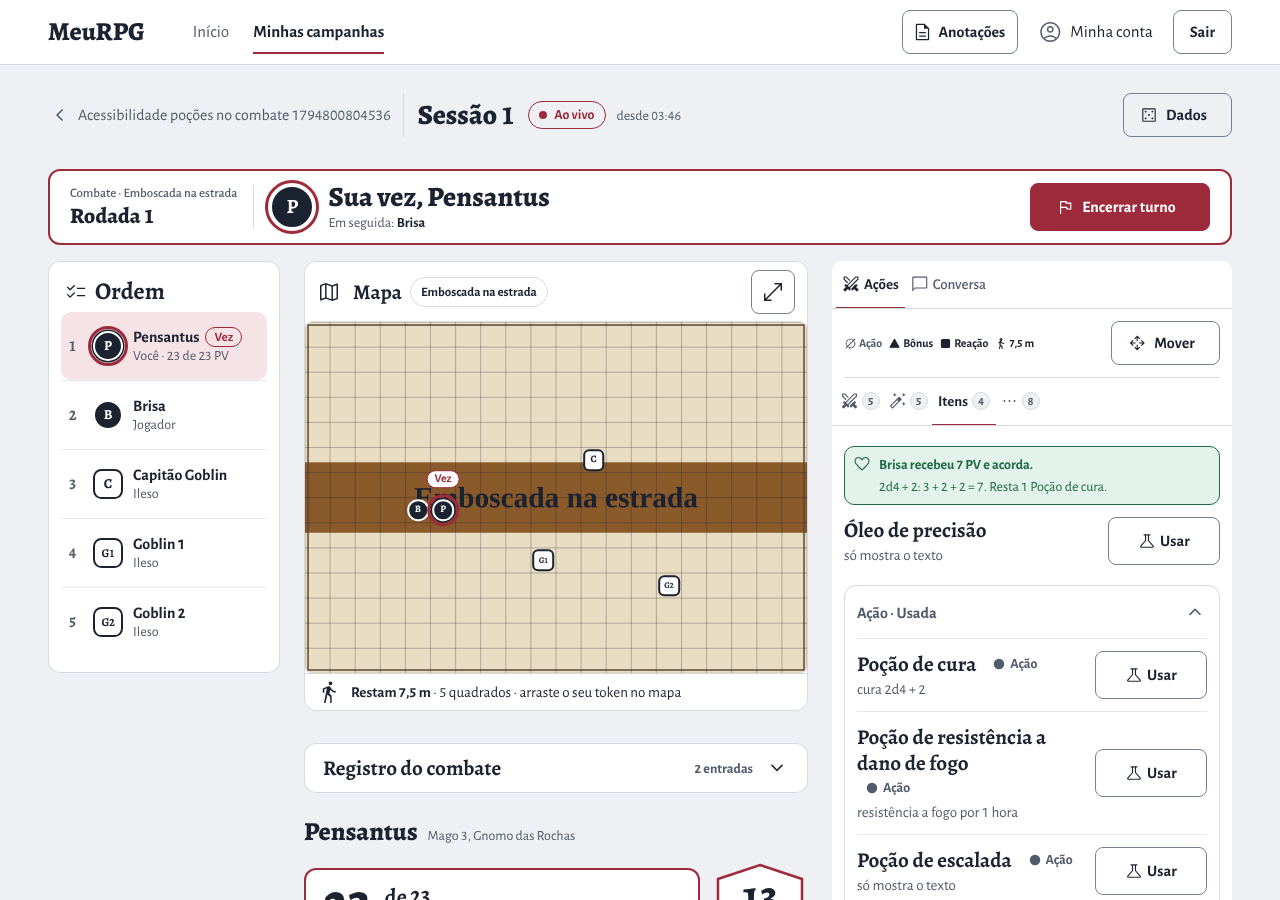 MeuRPG
Início
Minhas campanhas
Anotações
Minha conta
Sair
Acessibilidade poções no combate 1794800804536
Sessão 1
Ao vivo
desde 03:46
Dados
Combate · Emboscada na estrada
Rodada 1
P
Sua vez, Pensantus
Em seguida: Brisa
Encerrar turno
Ordem
1
P
Pensantus
Vez
Você · 23 de 23 PV
2
B
Brisa
Jogador
3
C
Capitão Goblin
Ileso
4
G1
Goblin 1
Ileso
5
G2
Goblin 2
Ileso
Mapa
Emboscada na estrada
C
Vez
Emboscada na estrada
B
P
G1
G2
Restam 7,5 m · 5 quadrados · arraste o seu token no mapa
Registro do combate
2 entradas
Pensantus
Mago 3, Gnomo das Rochas
23
de 23
13
Ações
Conversa
Ação
Bônus
Reação
7,5 m
Mover
5
5
Itens
4
8
Brisa recebeu 7 PV e acorda.
2d4 + 2: 3 + 2 + 2 = 7. Resta 1 Poção de cura.
Óleo de precisão
só mostra o texto
Usar
Ação · Usada
Poção de cura
Ação
cura 2d4 + 2
Usar
Poção de resistência a
dano de fogo
Ação
resistência a fogo por 1 hora
Usar
Poção de escalada
Ação
só mostra o texto
Usar